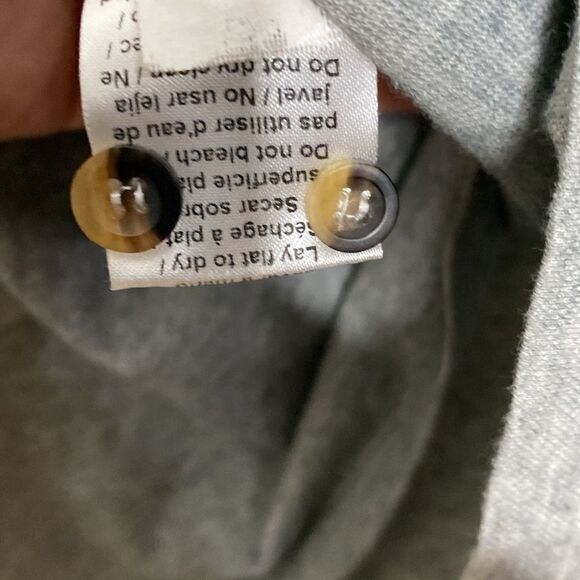 Lay flat to dry /
Séchage à plat
Secar
superficie
Do not bleach /
pas utiliser d'eau de
javel / No usar lejia
Do not dry clean / Ne